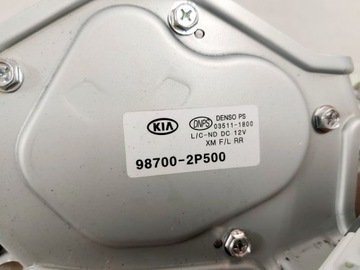 KIA
DNPS
DENSO PS
03511-1800
L/C-ND DC 12V
XM F/L RR
98700-2P500